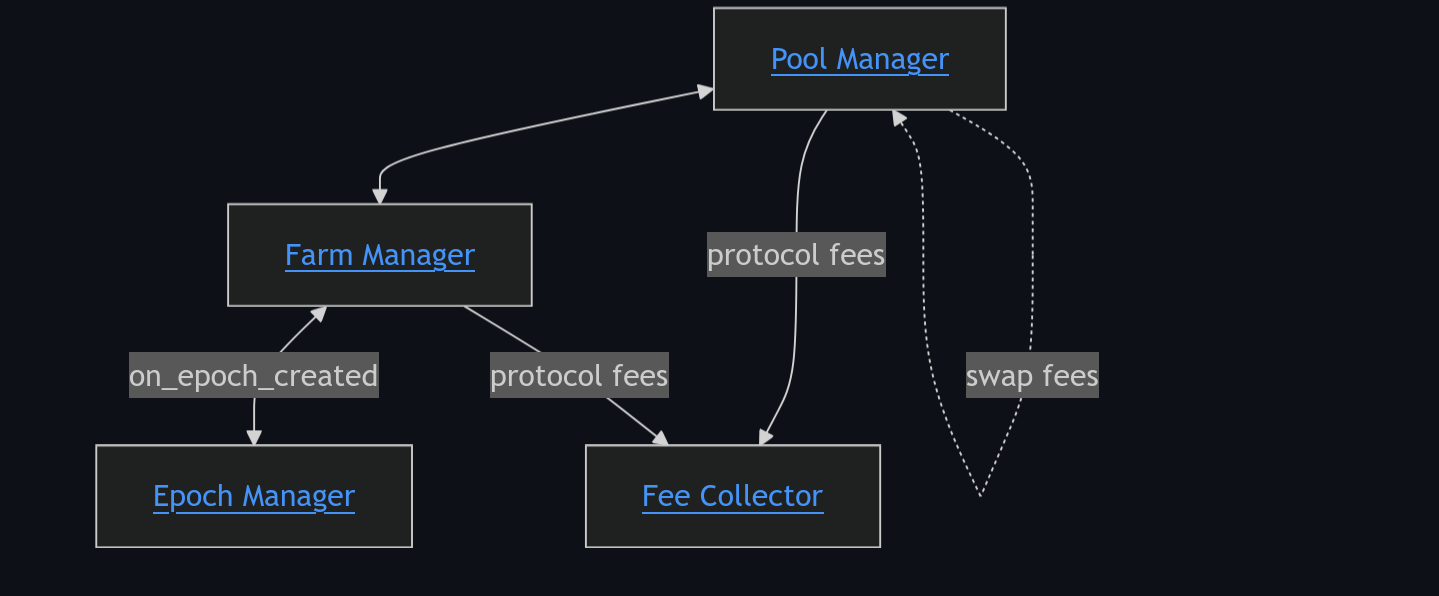 Pool Manager
Farm Manager
protocol fees
on_epoch_created
protocol fees
swap fees
Epoch Manager
Fee Collector